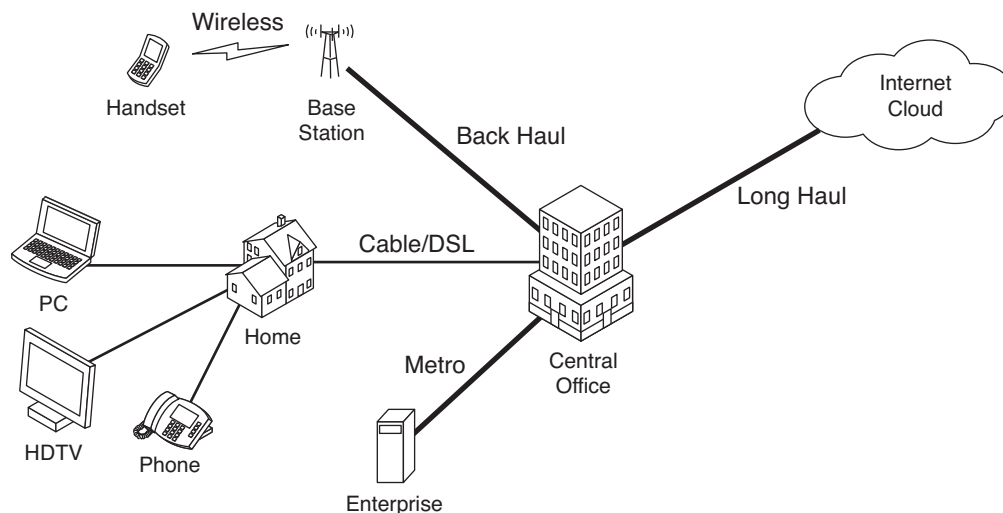 Wireless
Handset
Base
Station
Internet
Cloud
Back Haul
Long Haul
Cable/DSL
PC
Home
Central
Office
Metro
HDTV
Phone
Enterprise